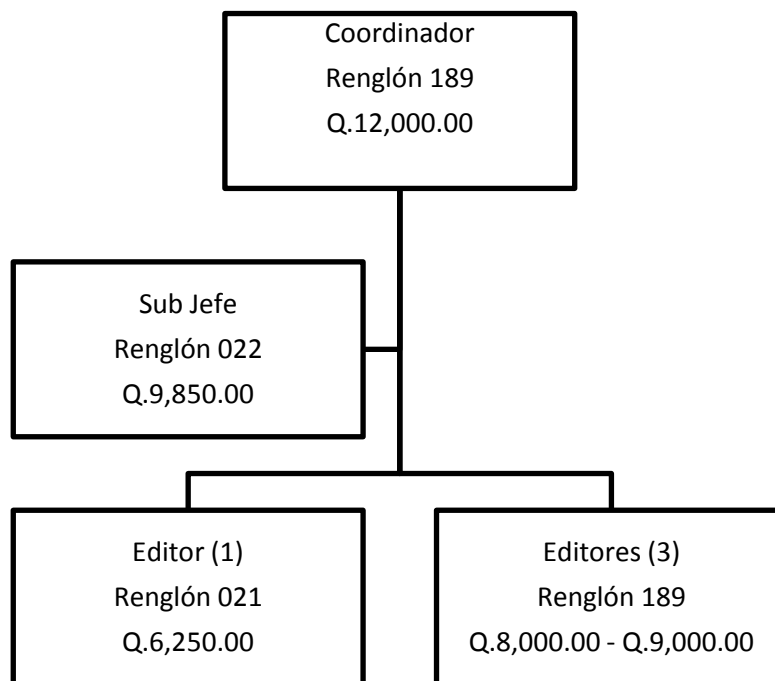 Coordinador
Renglón 189
Q.12,000.00
Sub Jefe
Renglón 022
Q.9,850.00
Editor (1)
Renglón 021
Q.6,250.00
Editores (3)
Renglón 189
Q.8,000.00 - Q.9,000.00